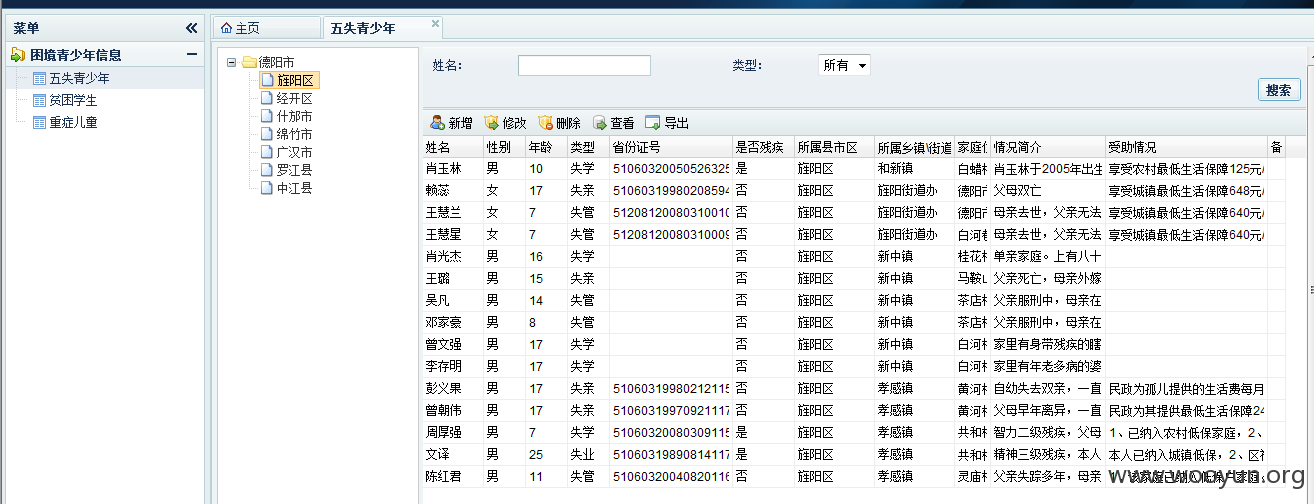 菜单
主页
五失青少年
困境青少年信息
五失青少年
贫困学生
重症儿童
德阳市
旌阳区
经开区
什邡市
绵竹市
广汉市
罗江县
中江县
姓名： 类型： 所有
搜索
新增 修改 删除 查看 导出
姓名 性别 年龄 类型 省份证号 是否残疾 所属县市区 所属乡镇\街道 家庭住 情况简介 受助情况 备
肖玉林 男 10 失学 51060320050526325 是 旌阳区 和新镇 白蜡村 肖玉林于2005年出生 享受农村最低生活保障125元/
赖蕊 女 17 失亲 51060319980208594 否 旌阳区 旌阳街道办 德阳市 父母双亡 享受城镇最低生活保障648元/
王慧兰 女 7 失管 51208120080310010 否 旌阳区 旌阳街道办 德阳市 母亲去世，父亲无法 享受城镇最低生活保障640元/
王慧星 女 7 失管 51208120080310009 否 旌阳区 旌阳街道办 白河巷 母亲去世，父亲无法 享受城镇最低生活保障640元/
肖光杰 男 16 失学 否 旌阳区 新中镇 桂花村 单亲家庭。上有八十
王璐 男 15 失亲 否 旌阳区 新中镇 马鞍山 父亲死亡，母亲外嫁
吴凡 男 14 失管 否 旌阳区 新中镇 茶店村 父亲服刑中，母亲在
邓家豪 男 8 失管 否 旌阳区 新中镇 茶店村 父亲服刑中，母亲在
曾文强 男 17 失学 否 旌阳区 新中镇 白河村 家里有身带残疾的瞎
李存明 男 17 失学 否 旌阳区 新中镇 白河村 家里有年老多病的婆
彭义果 男 17 失亲 51060319980212115 否 旌阳区 孝感镇 黄河村 自幼失去双亲，一直 民政为孤儿提供的生活费每月
曾朝伟 男 17 失亲 51060319970921117 否 旌阳区 孝感镇 黄河村 父母早年离异，一直 民政为其提供最低生活保障24
周厚强 男 7 失学 51060320080309115 是 旌阳区 孝感镇 共和村 智力二级残疾，父母 1、已纳入农村低保家庭，2、
文译 男 25 失业 51060319890814117 是 旌阳区 孝感镇 共和村 精神三级残疾，本人 本人已纳入城镇低保，2、区
陈红君 男 11 失管 51060320040820116 否 旌阳区 孝感镇 灵庙村 父亲失踪多年，母亲
www.wooyun.org